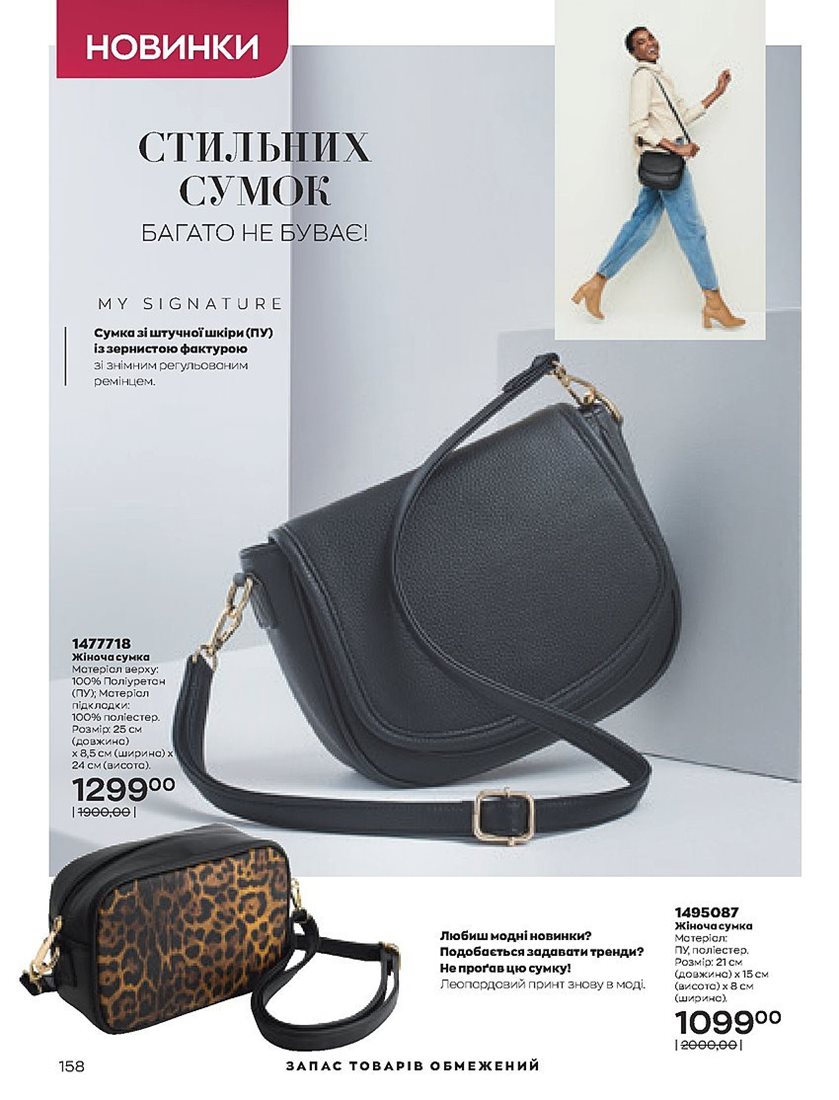 НОВИНКИ
СТИЛЬНИХ
СУМОК
БАГАТО НЕ БУВАЄ!
MY SIGNATURE
Сумка зі штучної шкіри (ПУ)
із зернистою фактурою
зі знімним регульованим
ремінцем.
1477718
Жіноча сумка
Матеріал верху:
100% Поліуретан
(ПУ); Матеріал
підкладки:
100% поліестер.
Розмір: 25 см
(довжина)
х 8,5 см (ширина) х
24 см (висота).
129900
| 1900,00 |
Любиш модні новинки?
Подобається задавати тренди?
Не проґав цю сумку!
Леопардовий принт знову в моді.
1495087
Жіноча сумка
Матеріал:
ПУ, поліестер.
Розмір: 21 см
(довжина) х 15 см
(висота) х 8 см
(ширина).
109900
| 2000,00 |
158
ЗАПАС ТОВАРІВ ОБМЕЖЕНИЙ